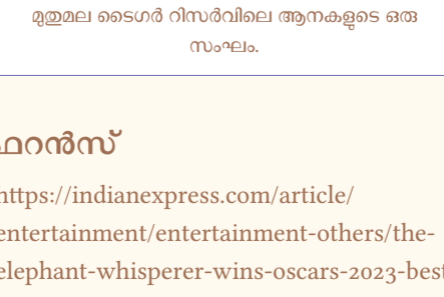 മുതുമല ടൈഗർ റിസർവിലെ ആനകളുടെ ഒരു
സംഘം.
ഫറൻസ്
https://indianexpress.com/article/
entertainment/entertainment-others/the-
elephant-whisperer-wins-oscars-2023-best